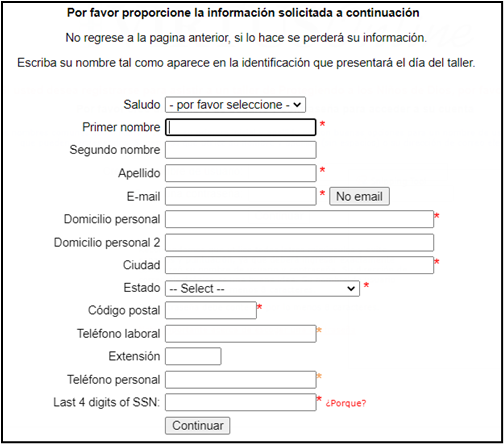 Por favor proporcione la información solicitada a continuación
No regrese a la pagina anterior, si lo hace se perderá su información.
Escriba su nombre tal como aparece en la identificación que presentará el día del taller.
Saludo - por favor seleccione -
Primer nombre *
Segundo nombre
Apellido *
E-mail * No email
Domicilio personal *
Domicilio personal 2
Ciudad *
Estado -- Select -- *
Código postal *
Teléfono laboral *
Extensión
Teléfono personal *
Last 4 digits of SSN: * ¿Porque?
Continuar